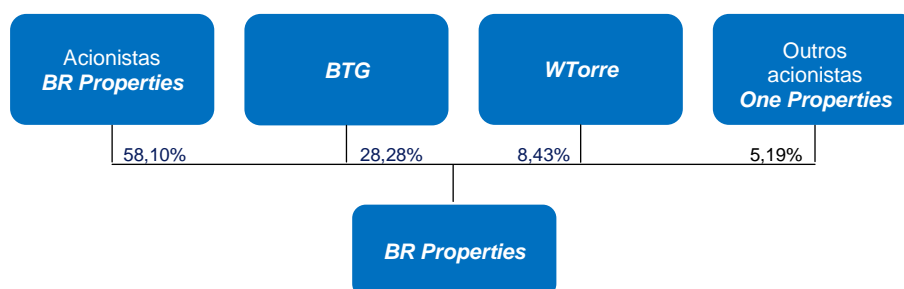 Acionistas
BR Properties
BTG
WTorre
Outros
acionistas
One Properties
58,10%
28,28%
8,43%
5,19%
BR Properties